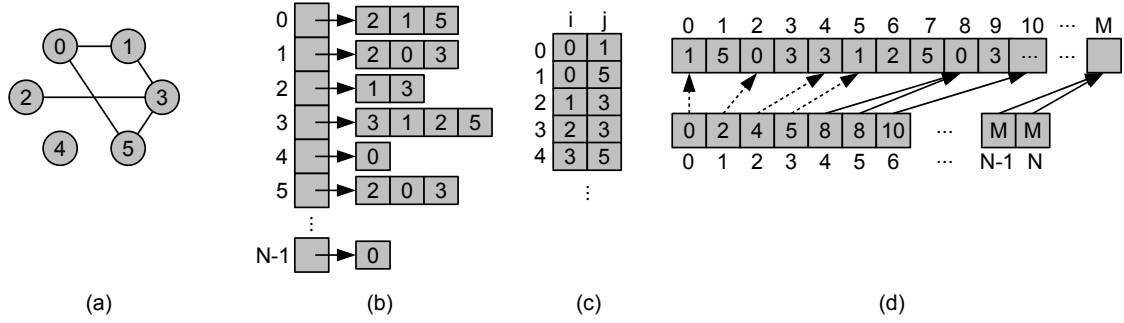 0 1
2 3
4 5
(a)
0 2 1 5
1 2 0 3
2 1 3
3 3 1 2 5
4 0
5 2 0 3
⋮
N-1 0
(b)
i j
0 0 1
1 0 5
2 1 3
3 2 3
4 3 5
⋮
(c)
0 1 2 3 4 5 6 7 8 9 10 ··· M
1 5 0 3 3 1 2 5 0 3 ··· ···
0 2 4 5 8 8 10 ··· M M
0 1 2 3 4 5 6 ··· N-1 N
(d)